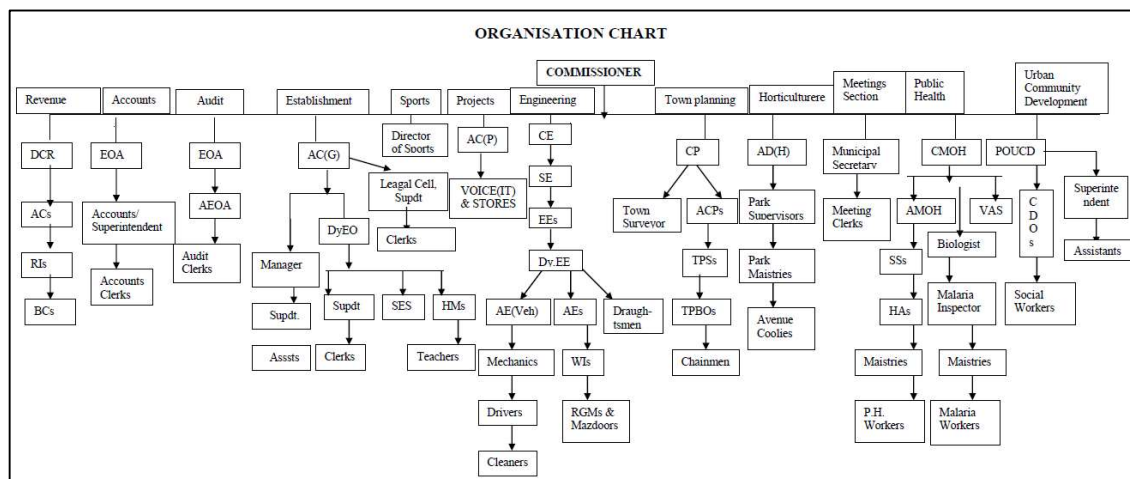 ORGANISATION CHART
COMMISSIONER
Revenue
Accounts
Audit
Establishment
Sports
Projects
Engineering
Town planning
Horticulturere
Meetings
Section
Public
Health
Urban
Community
Development
DCR
EOA
EOA
AC(G)
Director
of Sports
AC(P)
CE
CP
AD(H)
Municipal
Secretary
CMOH
POUCD
ACs
Accounts/
Superintendent
AEOA
Leagal Cell,
Supdt
VOICE(IT)
& STORES
SE
Town
Surveyor
ACPs
Park
Supervisors
Meeting
Clerks
AMOH
VAS
C
D
O
s
Superinte
ndent
RIs
Audit
Clerks
DyEO
Clerks
EEs
Biologist
Assistants
BCs
Accounts
Clerks
Manager
Dv.EE
TPSs
Park
Maistries
SSs
Supdt.
Supdt
SES
HMs
AE(Veh)
AEs
Draugh-
tsmen
TPBOs
Avenue
Coolies
HAs
Malaria
Inspector
Social
Workers
Asssts
Clerks
Teachers
Mechanics
WIs
Chainmen
Maistries
Maistries
Drivers
RGMs &
Mazdoors
P.H.
Workers
Malaria
Workers
Cleaners